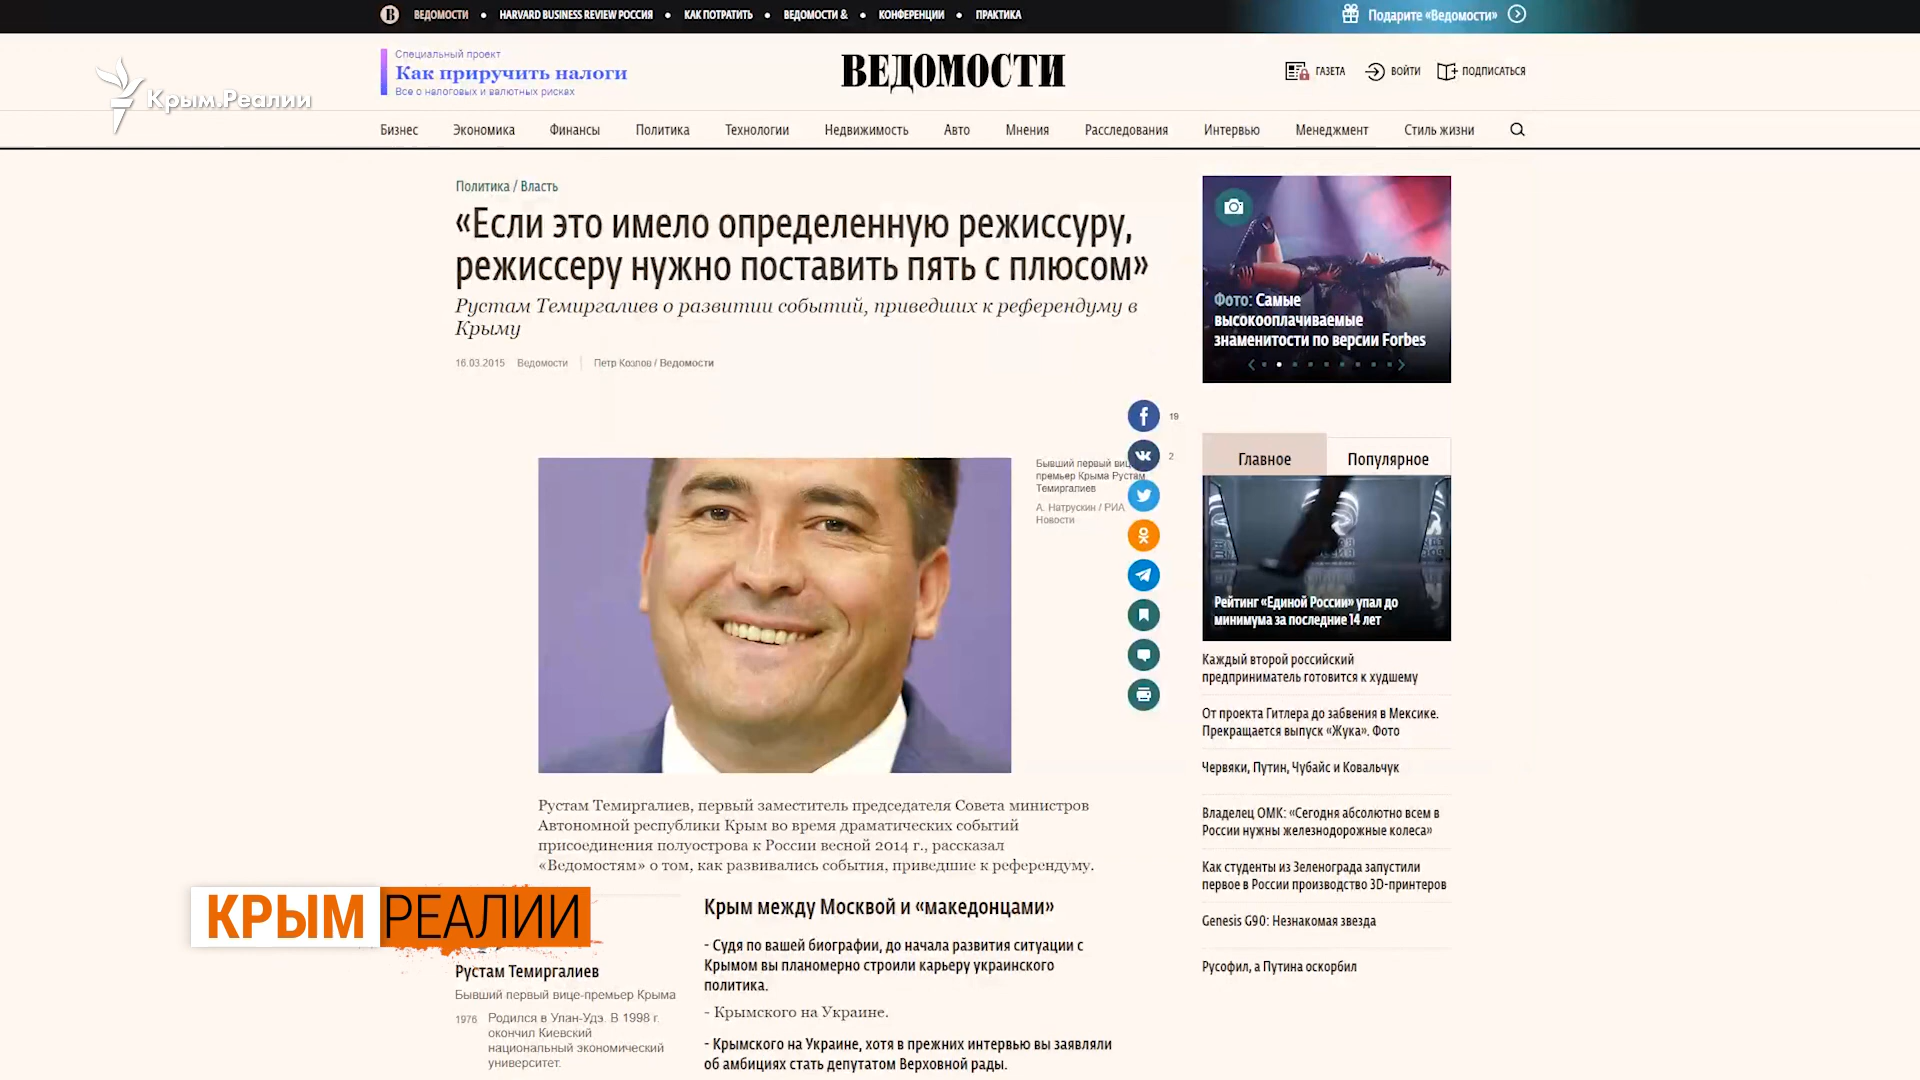 ВЕДОМОСТИ • HARVARD BUSINESS REVIEW РОССИЯ • КАК ПОТРАТИТЬ • ВЕДОМОСТИ & • КОНФЕРЕНЦИИ • ПРАКТИКА
Подарите «Ведомости»
Крым.Реалии
Специальный проект
Как приручить налоги
Все о налоговых и валютных рисках
ВЕДОМОСТИ
ГАЗЕТА ВОЙТИ ПОДПИСАТЬСЯ
Бизнес Экономика Финансы Политика Технологии Недвижимость Авто Мнения Расследования Интервью Менеджмент Стиль жизни
Политика / Власть
«Если это имело определенную режиссуру,
режиссеру нужно поставить пять с плюсом»
Рустам Темиргалиев о развитии событий, приведших к референдуму в
Крыму
16.03.2015 Ведомости Петр Козлов / Ведомости
19
2
Бывший первый вице-
премьер Крыма Рустам
Темиргалиев
А. Натрускин / РИА
Новости
Рустам Темиргалиев, первый заместитель председателя Совета министров
Автономной республики Крым во время драматических событий
присоединения полуострова к России весной 2014 г., рассказал
«Ведомостям» о том, как развивались события, приведшие к референдуму.
КРЫМ РЕАЛИИ
Рустам Темиргалиев
Бывший первый вице-премьер Крыма
1976 Родился в Улан-Удэ. В 1998 г.
окончил Киевский
национальный экономический
университет.
Крым между Москвой и «македонцами»
- Судя по вашей биографии, до начала развития ситуации с
Крымом вы планомерно строили карьеру украинского
политика.
- Крымского на Украине.
- Крымского на Украине, хотя в прежних интервью вы заявляли
об амбициях стать депутатом Верховной рады.
Фото: Самые
высокооплачиваемые
знаменитости по версии Forbes
Главное Популярное
Рейтинг «Единой России» упал до
минимума за последние 14 лет
Каждый второй российский
предприниматель готовится к худшему
От проекта Гитлера до забвения в Мексике.
Прекращается выпуск «Жука». Фото
Червяки, Путин, Чубайс и Ковальчук
Владелец ОМК: «Сегодня абсолютно всем в
России нужны железнодорожные колеса»
Как студенты из Зеленограда запустили
первое в России производство 3D-принтеров
Genesis G90: Незнакомая звезда
Русофил, а Путина оскорбил